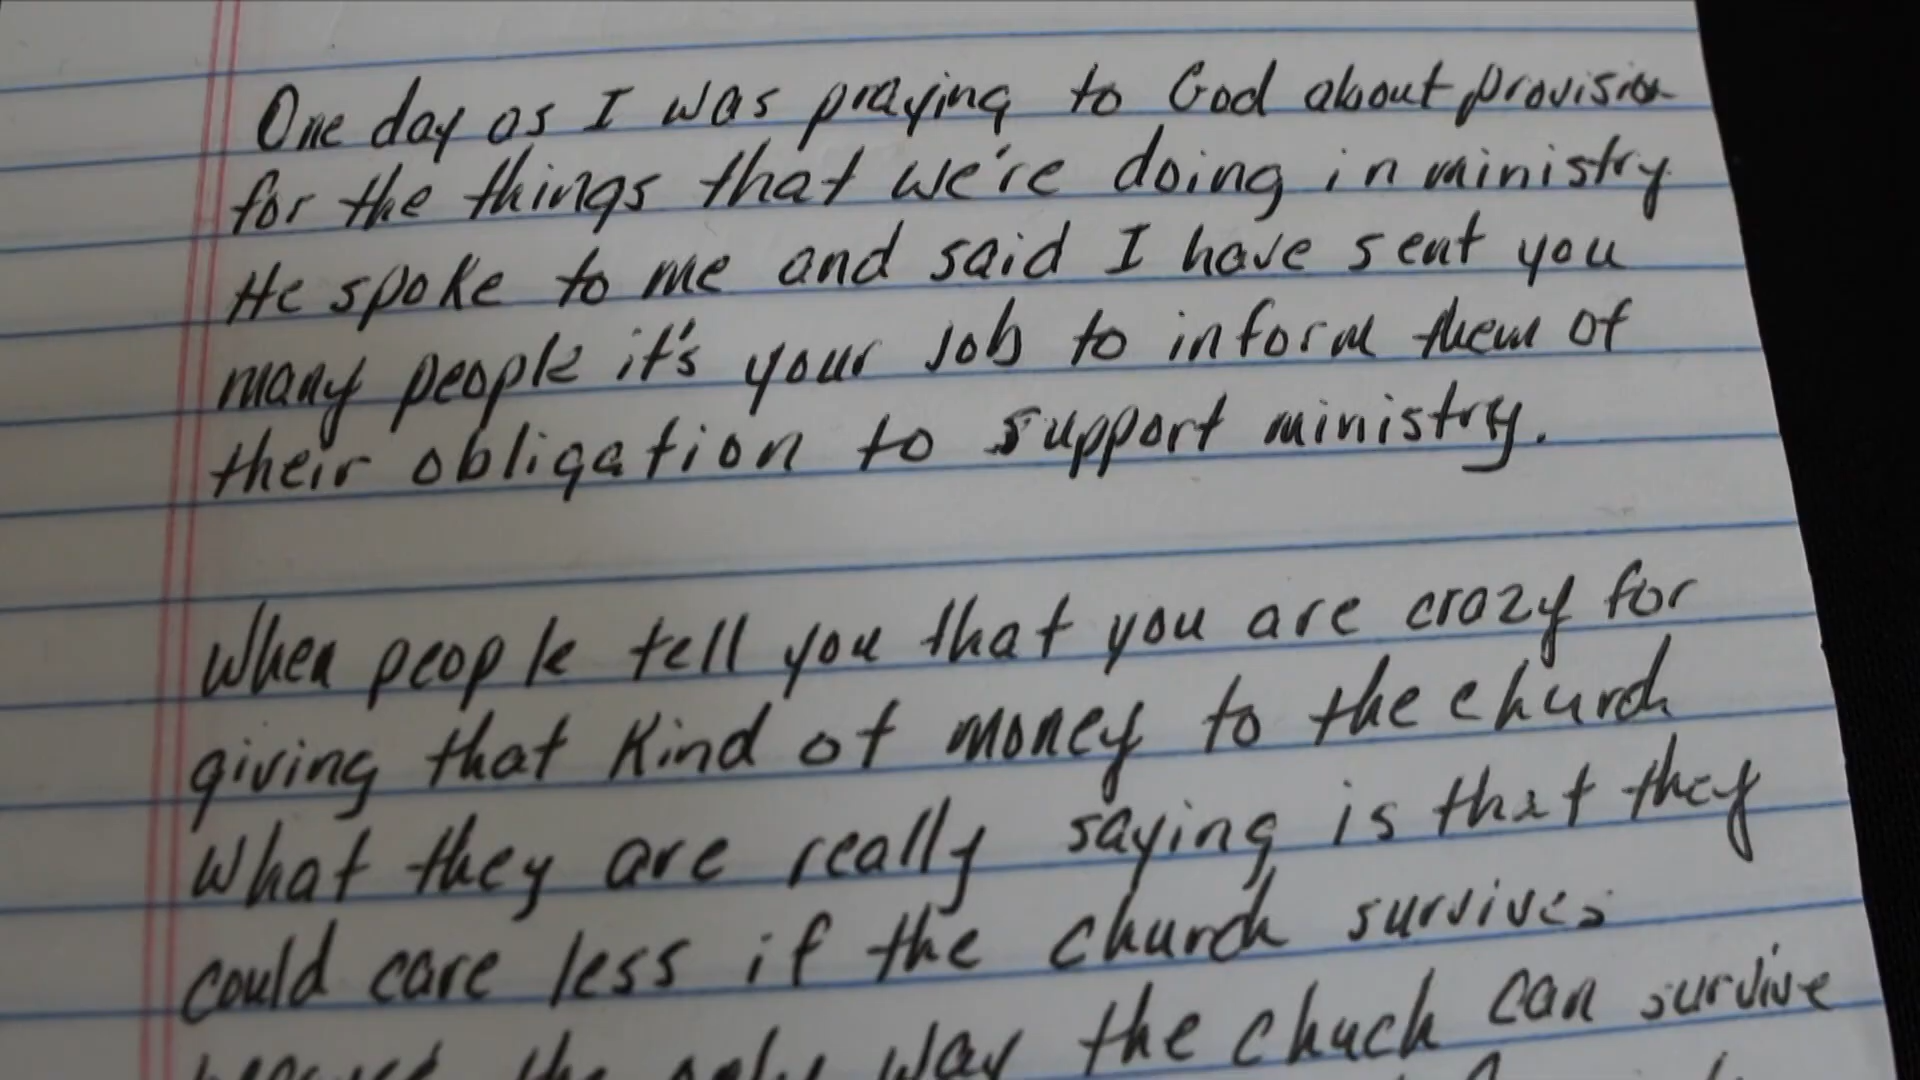 One day as I was praying to God about provision
for the things that we're doing in ministry
He spoke to me and said I have sent you
many people it's your job to inform them of
their obligation to support ministry.
When people tell you that you are crazy for
giving that kind of money to the church
what they are really saying is that they
could care less if the church survives
because the only way the chuch can survive